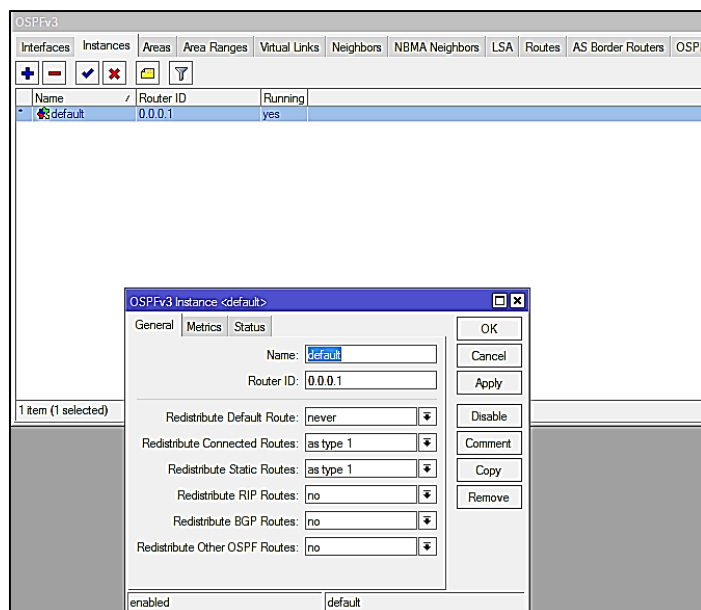 OSPFv3
Interfaces Instances Areas Area Ranges Virtual Links Neighbors NBMA Neighbors LSA Routes AS Border Routers OSPF
Name / Router ID Running
* default 0.0.0.1 yes
OSPFv3 Instance <default>
General Metrics Status
Name: default
Router ID: 0.0.0.1
Redistribute Default Route: never
Redistribute Connected Routes: as type 1
Redistribute Static Routes: as type 1
Redistribute RIP Routes: no
Redistribute BGP Routes: no
Redistribute Other OSPF Routes: no
OK
Cancel
Apply
Disable
Comment
Copy
Remove
1 item (1 selected)
enabled default